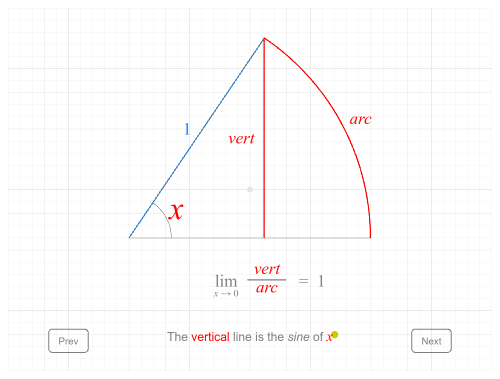 1
vert
arc
x
lim x → 0 vert/arc = 1
Prev
The vertical line is the sine of x
Next